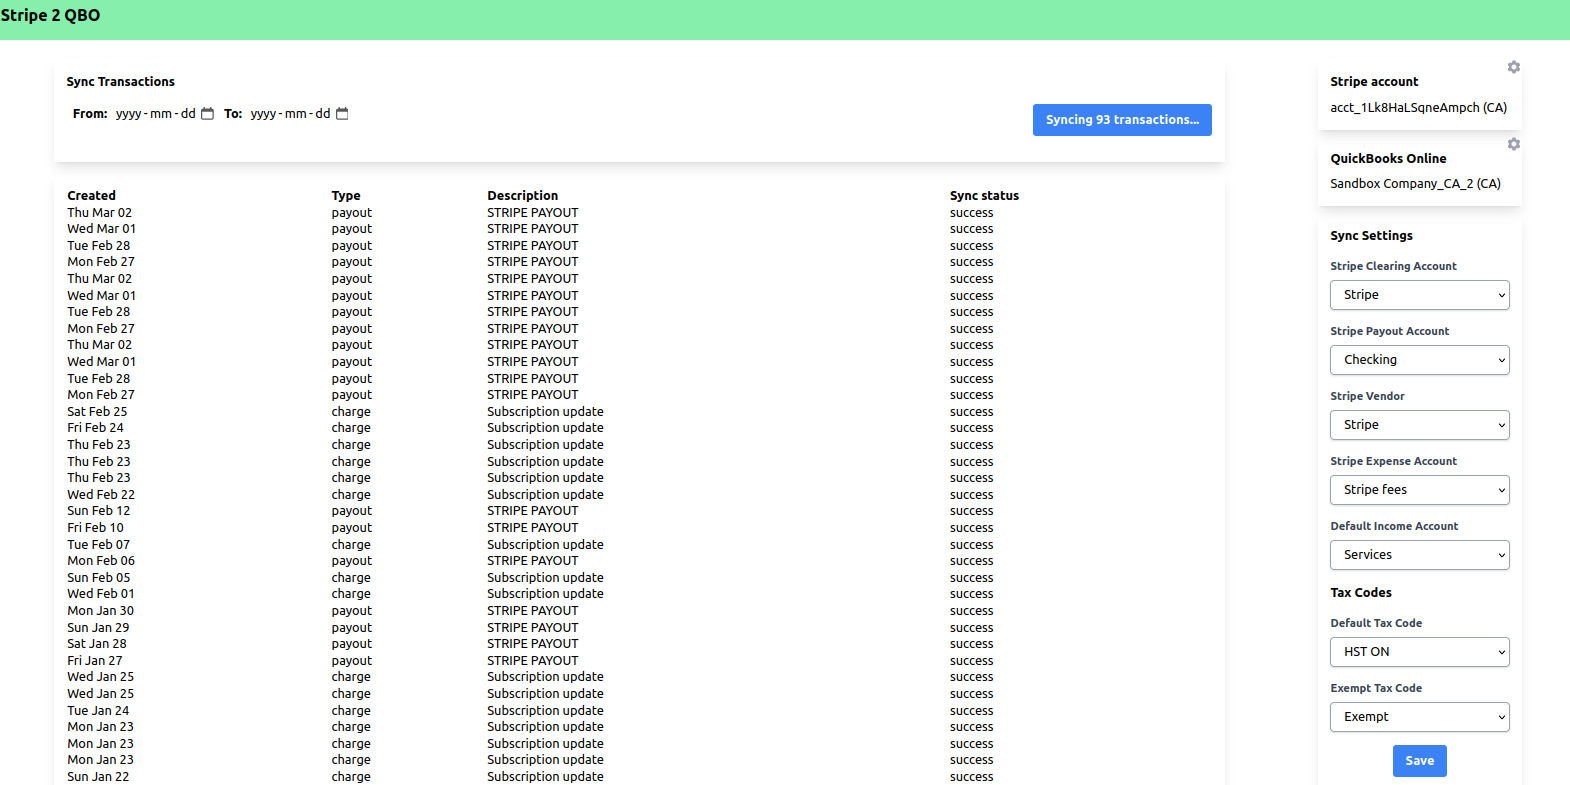 Stripe 2 QBO
Sync Transactions
From: yyyy-mm-dd To: yyyy-mm-dd
Syncing 93 transactions...
Created Type Description Sync status
Thu Mar 02 payout STRIPE PAYOUT success
Wed Mar 01 payout STRIPE PAYOUT success
Tue Feb 28 payout STRIPE PAYOUT success
Mon Feb 27 payout STRIPE PAYOUT success
Thu Mar 02 payout STRIPE PAYOUT success
Wed Mar 01 payout STRIPE PAYOUT success
Tue Feb 28 payout STRIPE PAYOUT success
Mon Feb 27 payout STRIPE PAYOUT success
Thu Mar 02 payout STRIPE PAYOUT success
Wed Mar 01 payout STRIPE PAYOUT success
Tue Feb 28 payout STRIPE PAYOUT success
Mon Feb 27 payout STRIPE PAYOUT success
Sat Feb 25 charge Subscription update success
Fri Feb 24 charge Subscription update success
Thu Feb 23 charge Subscription update success
Thu Feb 23 charge Subscription update success
Thu Feb 23 charge Subscription update success
Wed Feb 22 charge Subscription update success
Sun Feb 12 payout STRIPE PAYOUT success
Fri Feb 10 payout STRIPE PAYOUT success
Tue Feb 07 charge Subscription update success
Mon Feb 06 payout STRIPE PAYOUT success
Sun Feb 05 charge Subscription update success
Wed Feb 01 charge Subscription update success
Mon Jan 30 payout STRIPE PAYOUT success
Sun Jan 29 payout STRIPE PAYOUT success
Sat Jan 28 payout STRIPE PAYOUT success
Fri Jan 27 payout STRIPE PAYOUT success
Wed Jan 25 charge Subscription update success
Wed Jan 25 charge Subscription update success
Tue Jan 24 charge Subscription update success
Mon Jan 23 charge Subscription update success
Mon Jan 23 charge Subscription update success
Mon Jan 23 charge Subscription update success
Sun Jan 22 charge Subscription update success
Stripe account
acct_1Lk8HaLSqneAmpch (CA)
QuickBooks Online
Sandbox Company_CA_2 (CA)
Sync Settings
Stripe Clearing Account
Stripe
Stripe Payout Account
Checking
Stripe Vendor
Stripe
Stripe Expense Account
Stripe fees
Default Income Account
Services
Tax Codes
Default Tax Code
HST ON
Exempt Tax Code
Exempt
Save